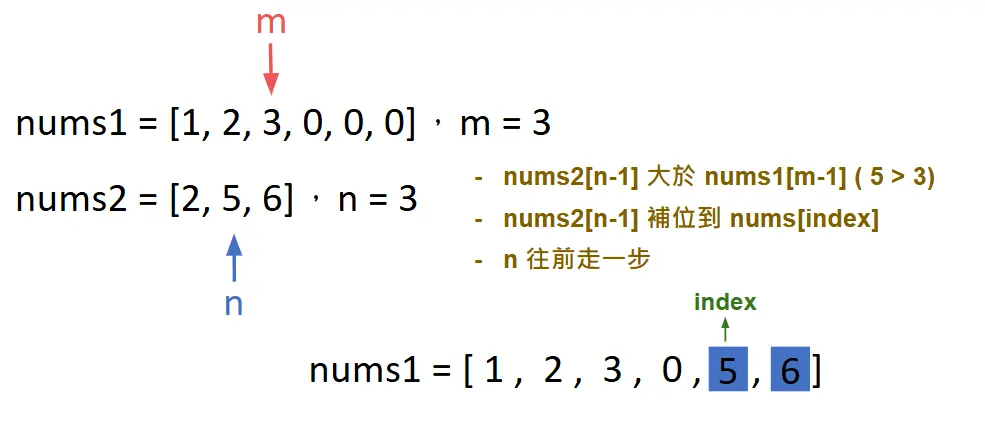 m
nums1 = [1, 2, 3, 0, 0, 0] , m = 3
nums2 = [2, 5, 6] , n = 3
n
- nums2[n-1] 大於 nums1[m-1] ( 5 > 3)
- nums2[n-1] 補位到 nums[index]
- n 往前走一步
index
nums1 = [ 1 , 2 , 3 , 0 , 5 , 6 ]